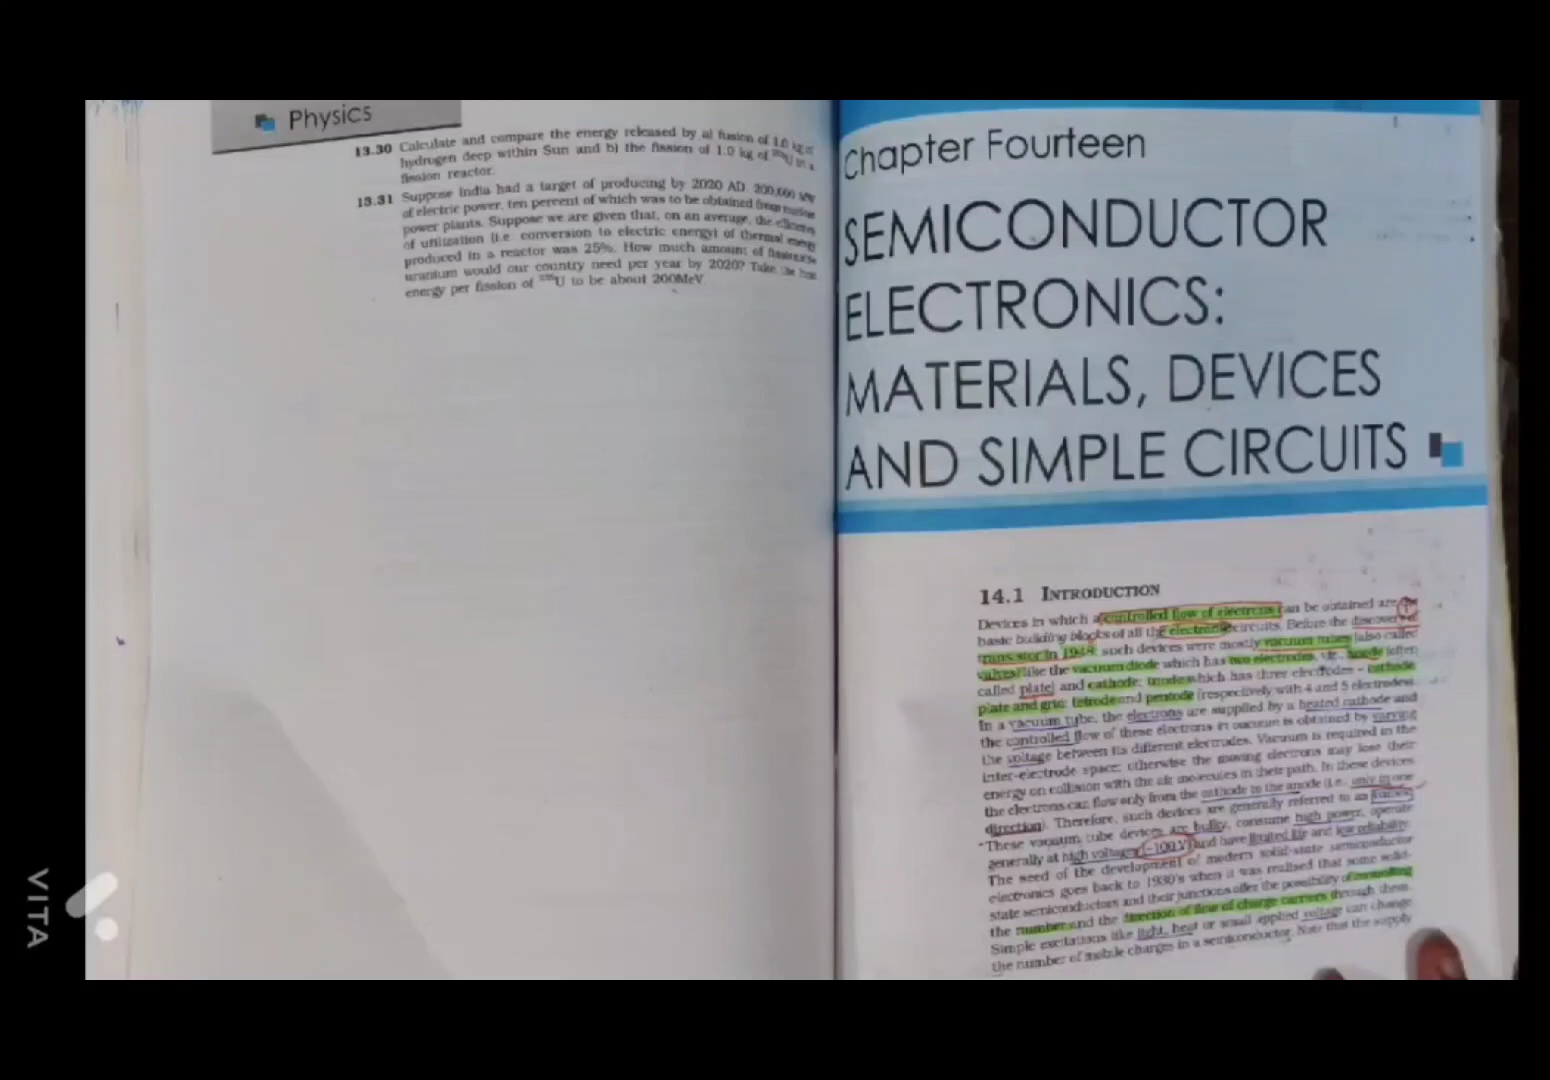 Physics
13.30 Calculate and compare the energy released by a) fusion of 1.0 kg of
hydrogen deep within Sun and b) the fission of 1.0 kg of 235U in a
fission reactor.
13.31 Suppose India had a target of producing by 2020 AD, 200,000 MW
of electric power, ten percent of which was to be obtained from nuclear
power plants. Suppose we are given that, on an average, the efficiency
of utilization (i.e. conversion to electric energy) of thermal energy
produced in a reactor was 25%. How much amount of fissionable
uranium would our country need per year by 2020? Take the heat
energy per fission of 235U to be about 200MeV.
Chapter Fourteen
SEMICONDUCTOR
ELECTRONICS:
MATERIALS, DEVICES
AND SIMPLE CIRCUITS
14.1 INTRODUCTION
Devices in which a controlled flow of electrons can be obtained are the
basic building blocks of all the electronic circuits. Before the discovery of
transistor in 1948, such devices were mostly vacuum tubes (also called
valves) like the vacuum diode which has two electrodes, viz., anode (often
called plate) and cathode; triode which has three electrodes – cathode,
plate and grid; tetrode and pentode (respectively with 4 and 5 electrodes).
In a vacuum tube, the electrons are supplied by a heated cathode and
the controlled flow of these electrons in vacuum is obtained by varying
the voltage between its different electrodes. Vacuum is required in the
inter-electrode space; otherwise the moving electrons may lose their
energy on collision with the air molecules in their path. In these devices
the electrons can flow only from the cathode to the anode (i.e., only in one
direction). Therefore, such devices are generally referred to as
These vacuum tube devices are bulky, consume high power, operate
generally at high voltages (~100 V) and have limited life and low reliability.
The seed of the development of modern solid-state semiconductor
electronics goes back to 1930's when it was realised that some solid-
state semiconductors and their junctions offer the possibility of controlling
the number and the direction of flow of charge carriers through them.
Simple excitations like light, heat or small applied voltage can change
the number of mobile charges in a semiconductor. Note that the supply
VITA